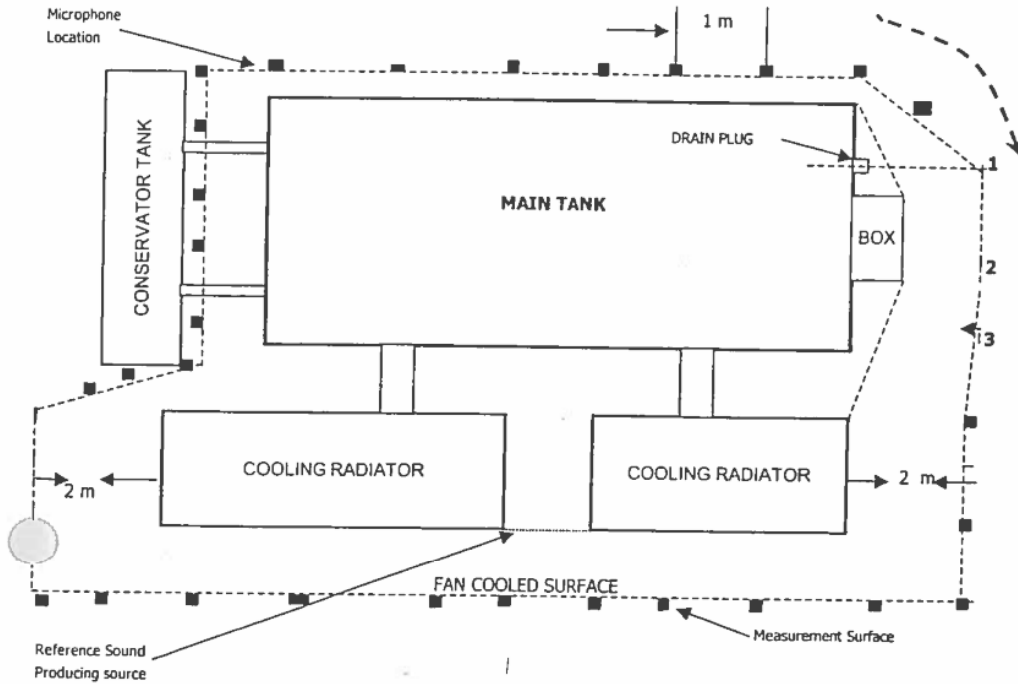 Microphone
Location
1 m
DRAIN PLUG
1
CONSERVATOR TANK
MAIN TANK
BOX
2
3
COOLING RADIATOR
COOLING RADIATOR
2 m
2 m
FAN COOLED SURFACE
Reference Sound
Producing source
Measurement Surface